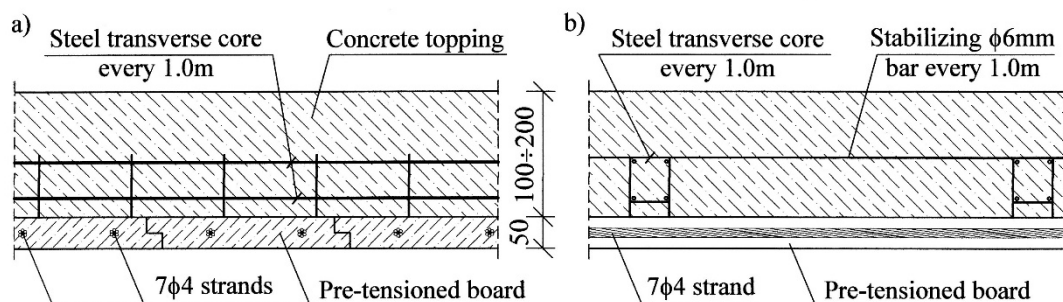 a)
Steel transverse core
every 1.0m
Concrete topping
100÷200
50
7ϕ4 strands
Pre-tensioned board
b)
Steel transverse core
every 1.0m
Stabilizing ϕ6mm
bar every 1.0m
7ϕ4 strand
Pre-tensioned board